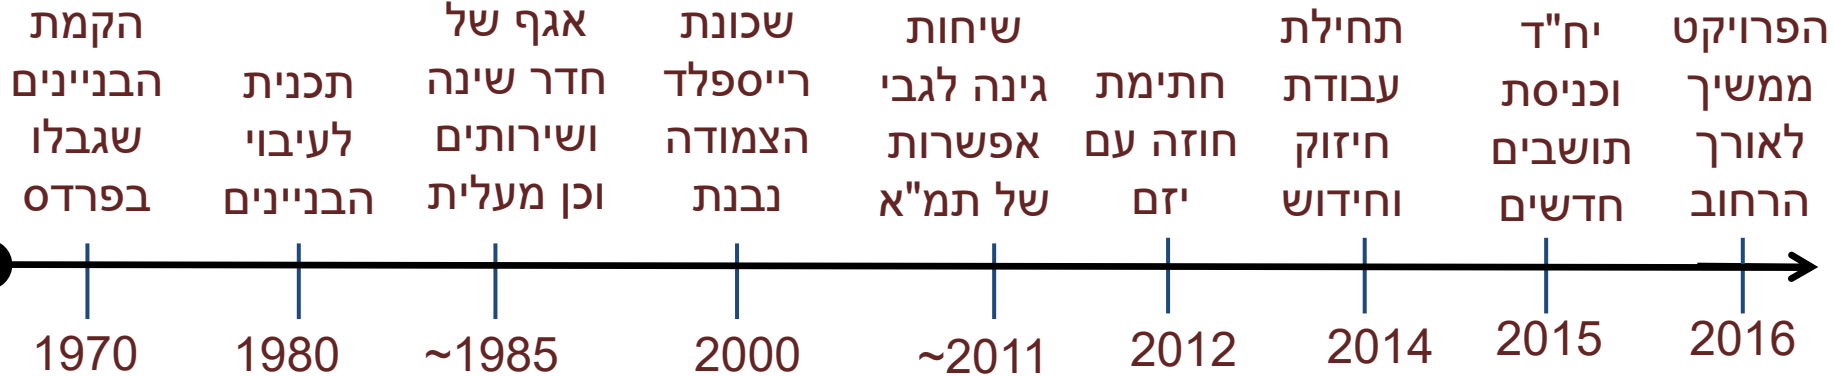 הקמת
הבניינים
שגבלו
בפרדס
תכנית
לעיבוי
הבניינים
אגף של
חדר שינה
ושירותים
וכן מעלית
שכונת
רייספלד
הצמודה
נבנת
שיחות
גינה לגבי
אפשרות
של תמ"א
חתימת
חוזה עם
יזם
תחילת
עבודת
חיזוק
וחידוש
יח"ד
וכניסת
תושבים
חדשים
הפרויקט
ממשיך
לאורך
הרחוב
1970
1980
~1985
2000
~2011
2012
2014
2015
2016